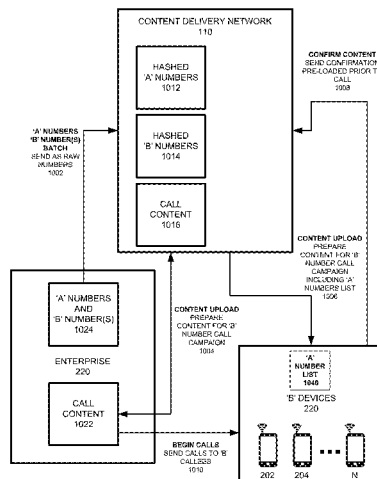 CONTENT DELIVERY NETWORK
110
HASHED
'A' NUMBERS
1012
HASHED
'B' NUMBERS
1014
CALL
CONTENT
1016
CONFIRM CONTENT
SEND CONFIRMATION
PRE-LOADED PRIOR T
CALL
1008
'A' NUMBERS
'B' NUMBER(S)
BATCH
SEND AS RAW
NUMBERS
1002
CONTENT UPLOAD
PREPARE
CONTENT FOR 'B'
NUMBER CALL
CAMPAIGN
INCLUDING 'A'
NUMBERS LIST
1006
CONTENT UPLOAD
PREPARE
CONTENT FOR 'B'
NUMBER CALL
CAMPAIGN
1004
'A' NUMBERS
AND
'B' NUMBER(S)
1024
ENTERPRISE
220
CALL
CONTENT
1022
BEGIN CALLS
SEND CALLS TO 'B'
CALLEES
1010
'A'
NUMBER
LIST
1040
'B' DEVICES
220
202 204 N